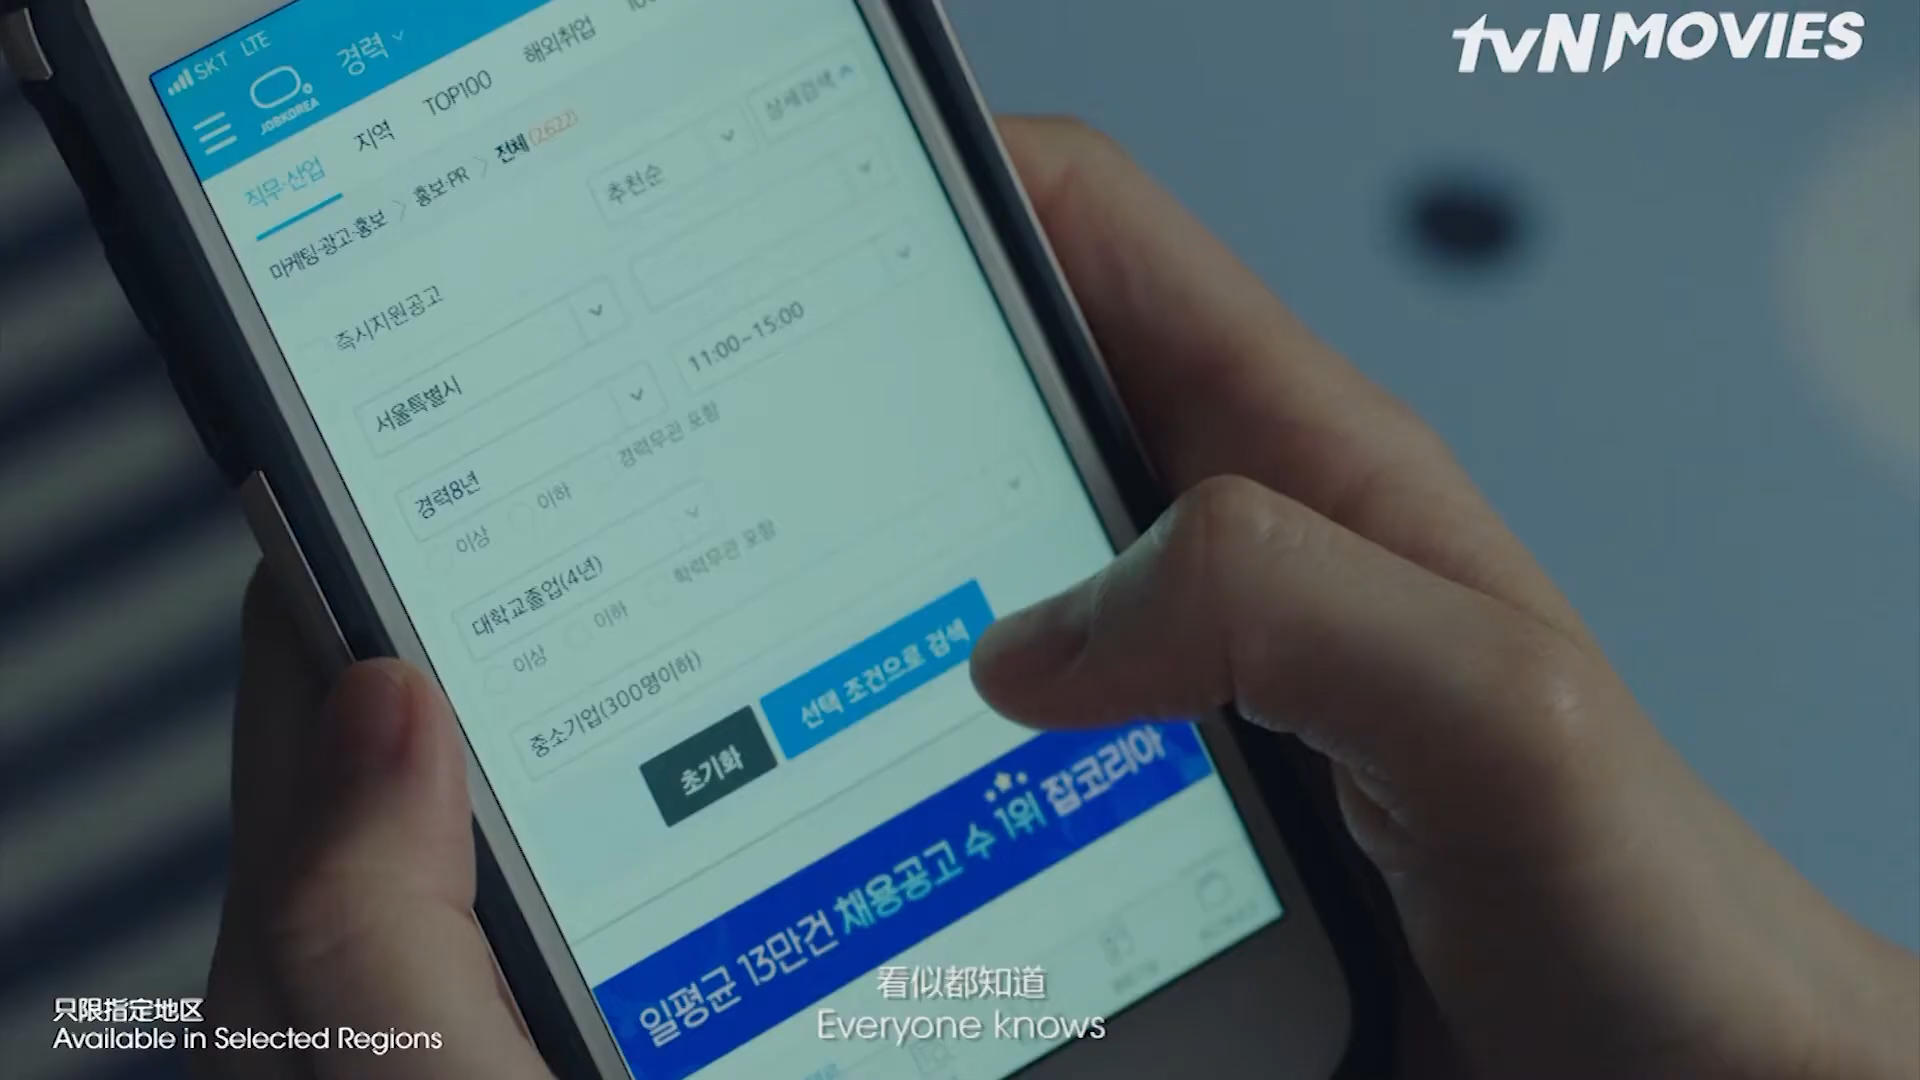 tvN MOVIES
SKT LTE
JOBKOREA
경력
직무·산업 지역 TOP100 해외취업
마케팅·광고·홍보 > 홍보·PR > 전체(2,622)
추천순
상세검색
즉시지원공고
서울특별시
11:00~15:00
경력8년
이상 이하 경력무관 포함
대학교졸업(4년)
이상 이하 학력무관 포함
중소기업(300명이하)
초기화 선택 조건으로 검색
일평균 13만건 채용공고 수 1위 잡코리아
看似都知道
Everyone knows
只限指定地区
Available in Selected Regions